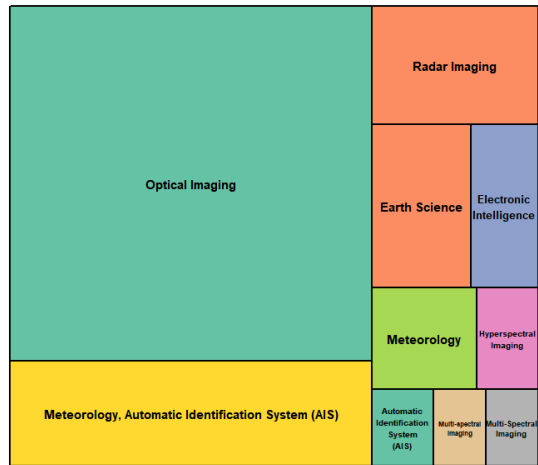 Optical Imaging
Radar Imaging
Earth Science
Electronic
Intelligence
Meteorology
Hyperspectral
Imaging
Meteorology, Automatic Identification System (AIS)
Automatic
Identification
System
(AIS)
Multi-spectral
Imaging
Multi-Spectral
Imaging